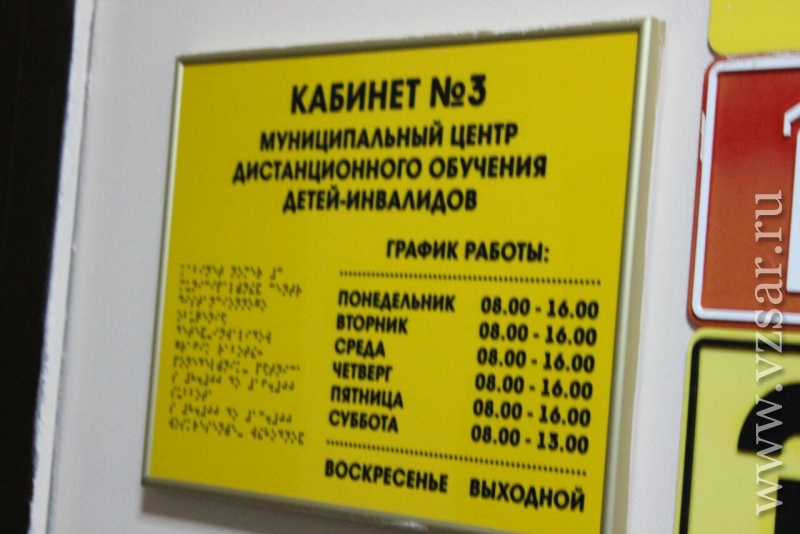 КАБИНЕТ №3
МУНИЦИПАЛЬНЫЙ ЦЕНТР
ДИСТАНЦИОННОГО ОБУЧЕНИЯ
ДЕТЕЙ-ИНВАЛИДОВ
ГРАФИК РАБОТЫ:
ПОНЕДЕЛЬНИК 08.00 - 16.00
ВТОРНИК 08.00 - 16.00
СРЕДА 08.00 - 16.00
ЧЕТВЕРГ 08.00 - 16.00
ПЯТНИЦА 08.00 - 16.00
СУББОТА 08.00 - 13.00
ВОСКРЕСЕНЬЕ ВЫХОДНОЙ
www.vzsar.ru